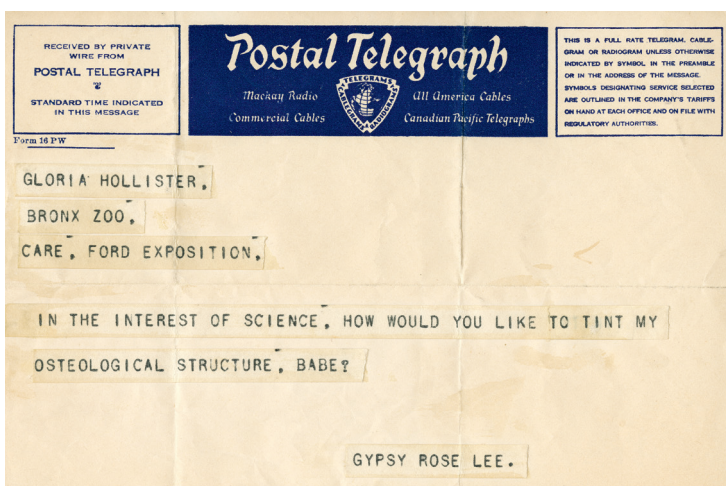 RECEIVED BY PRIVATE
WIRE FROM
POSTAL TELEGRAPH
STANDARD TIME INDICATED
IN THIS MESSAGE
Form 16 PW
Postal Telegraph
Mackay Radio
Commercial Cables
TELEGRAMS
CABLEGRAMS
RADIOGRAMS
All America Cables
Canadian Pacific Telegraphs
THIS IS A FULL RATE TELEGRAM, CABLE-
GRAM OR RADIOGRAM UNLESS OTHERWISE
INDICATED BY SYMBOL IN THE PREAMBLE
OR IN THE ADDRESS OF THE MESSAGE.
SYMBOLS DESIGNATING SERVICE SELECTED
ARE OUTLINED IN THE COMPANY'S TARIFFS
ON HAND AT EACH OFFICE AND ON FILE WITH
REGULATORY AUTHORITIES.
GLORIA HOLLISTER,
BRONX ZOO,
CARE, FORD EXPOSITION,
IN THE INTEREST OF SCIENCE, HOW WOULD YOU LIKE TO TINT MY
OSTEOLOGICAL STRUCTURE, BABE?
GYPSY ROSE LEE.